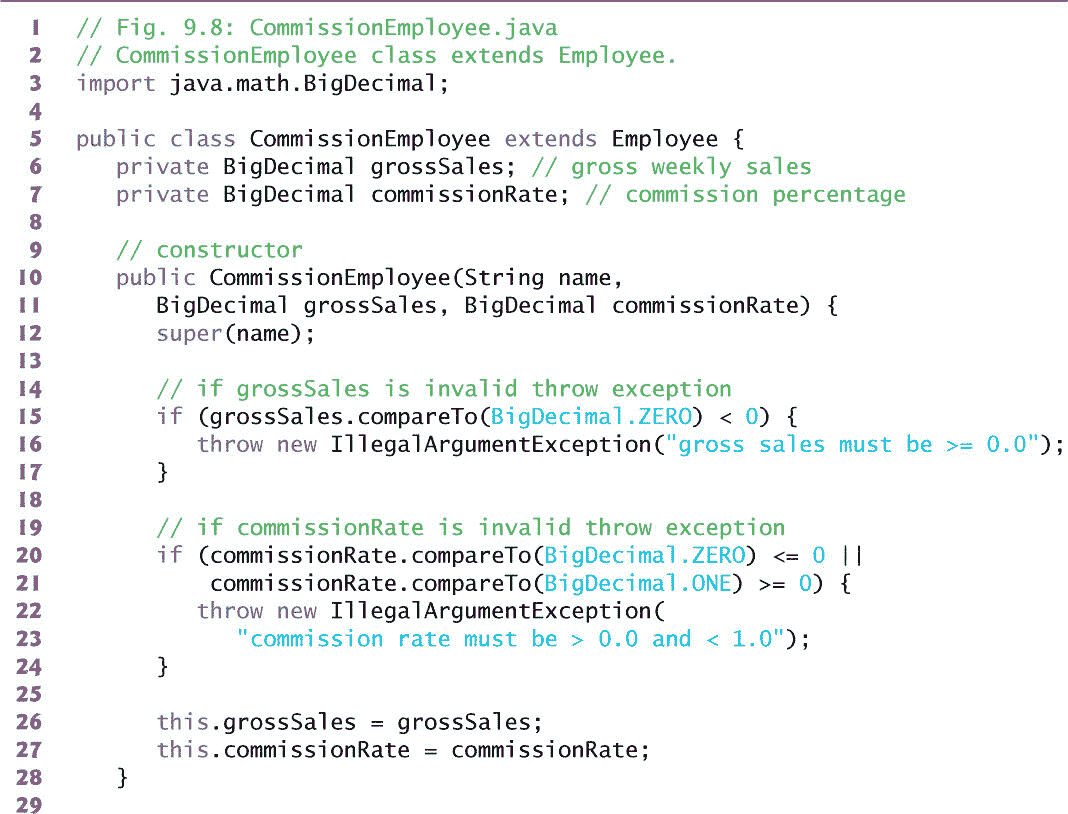 1 // Fig. 9.8: CommissionEmployee.java
2 // CommissionEmployee class extends Employee.
3 import java.math.BigDecimal;
4
5 public class CommissionEmployee extends Employee {
6    private BigDecimal grossSales; // gross weekly sales
7    private BigDecimal commissionRate; // commission percentage
8
9    // constructor
10    public CommissionEmployee(String name,
11       BigDecimal grossSales, BigDecimal commissionRate) {
12       super(name);
13
14       // if grossSales is invalid throw exception
15       if (grossSales.compareTo(BigDecimal.ZERO) < 0) {
16          throw new IllegalArgumentException("gross sales must be >= 0.0");
17       }
18
19       // if commissionRate is invalid throw exception
20       if (commissionRate.compareTo(BigDecimal.ZERO) <= 0 ||
21           commissionRate.compareTo(BigDecimal.ONE) >= 0) {
22          throw new IllegalArgumentException(
23             "commission rate must be > 0.0 and < 1.0");
24       }
25
26       this.grossSales = grossSales;
27       this.commissionRate = commissionRate;
28    }
29